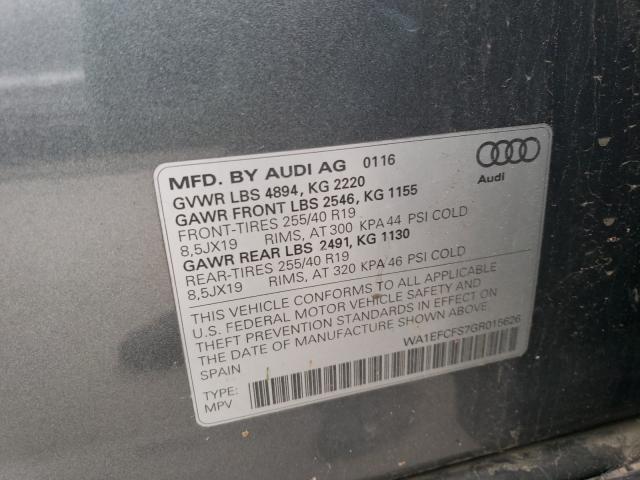 MFD. BY AUDI AG 0116
GVWR LBS 4894, KG 2220
GAWR FRONT LBS 2546, KG 1155
FRONT-TIRES 255/40 R19
8,5JX19 RIMS, AT 300 KPA 44 PSI COLD
GAWR REAR LBS 2491, KG 1130
REAR-TIRES 255/40 R19
8,5JX19 RIMS, AT 320 KPA 46 PSI COLD
THIS VEHICLE CONFORMS TO ALL APPLICABLE
U.S. FEDERAL MOTOR VEHICLE SAFETY AND
THEFT PREVENTION STANDARDS IN EFFECT ON
THE DATE OF MANUFACTURE SHOWN ABOVE.
SPAIN
WA1EFCFS7GR015626
TYPE:
MPV
Audi